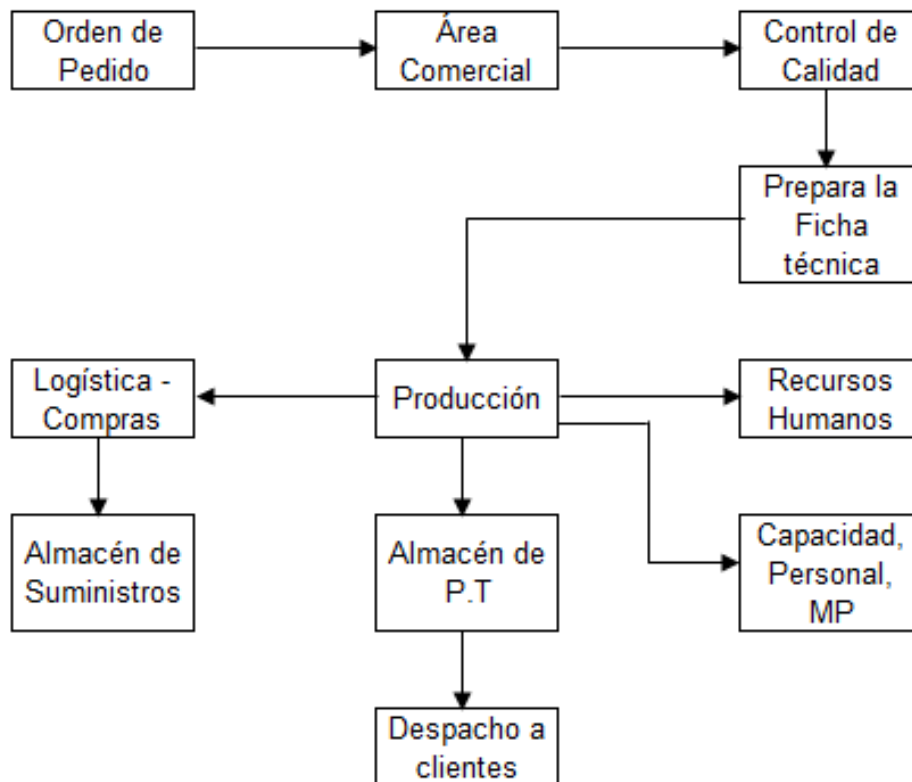 Orden de
Pedido
Área
Comercial
Control de
Calidad
Prepara la
Ficha
técnica
Logística -
Compras
Producción
Recursos
Humanos
Almacén de
Suministros
Almacén de
P.T
Capacidad,
Personal,
MP
Despacho a
clientes